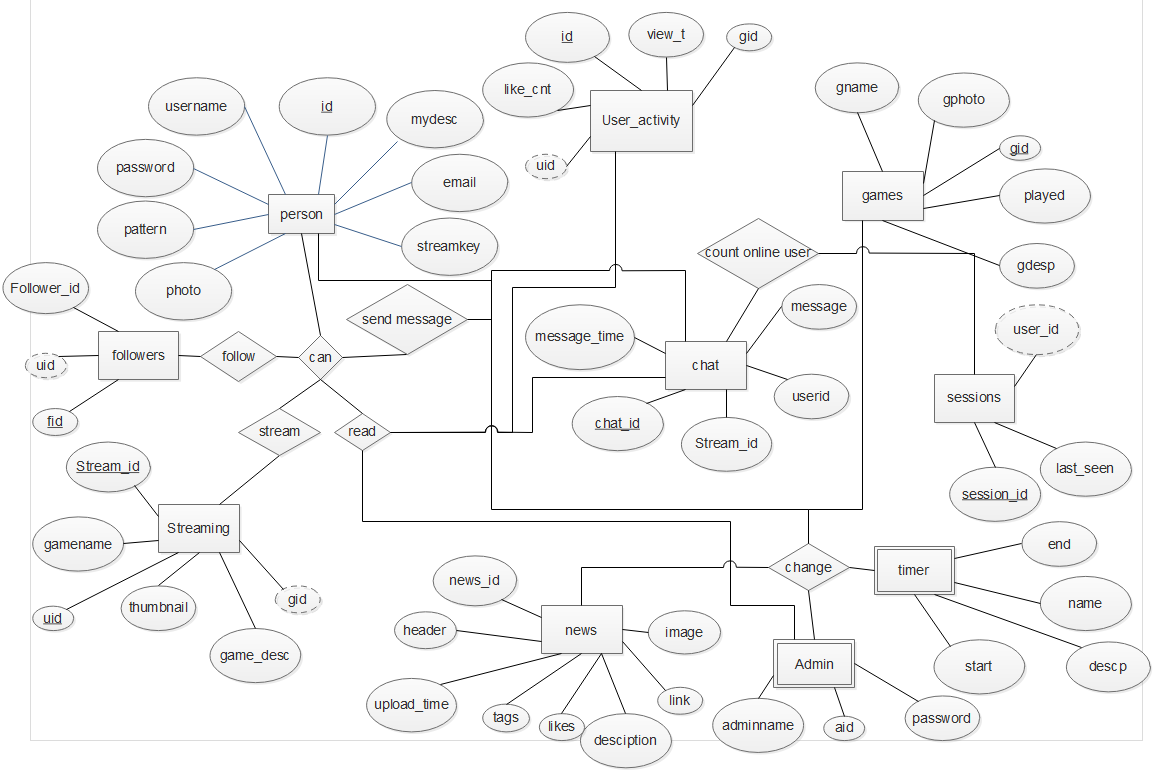 id
view_t
gid
like_cnt
User_activity
uid
username
id
mydesc
password
email
person
pattern
streamkey
photo
gname
gphoto
gid
games
played
gdesp
count online user
Follower_id
send message
message
message_time
user_id
followers
follow
can
chat
uid
userid
sessions
fid
stream
read
chat_id
Stream_id
last_seen
session_id
Stream_id
Streaming
gamename
thumbnail
gid
uid
game_desc
end
change
timer
news_id
name
header
news
image
Admin
start
descp
upload_time
tags
likes
link
desciption
adminname
aid
password